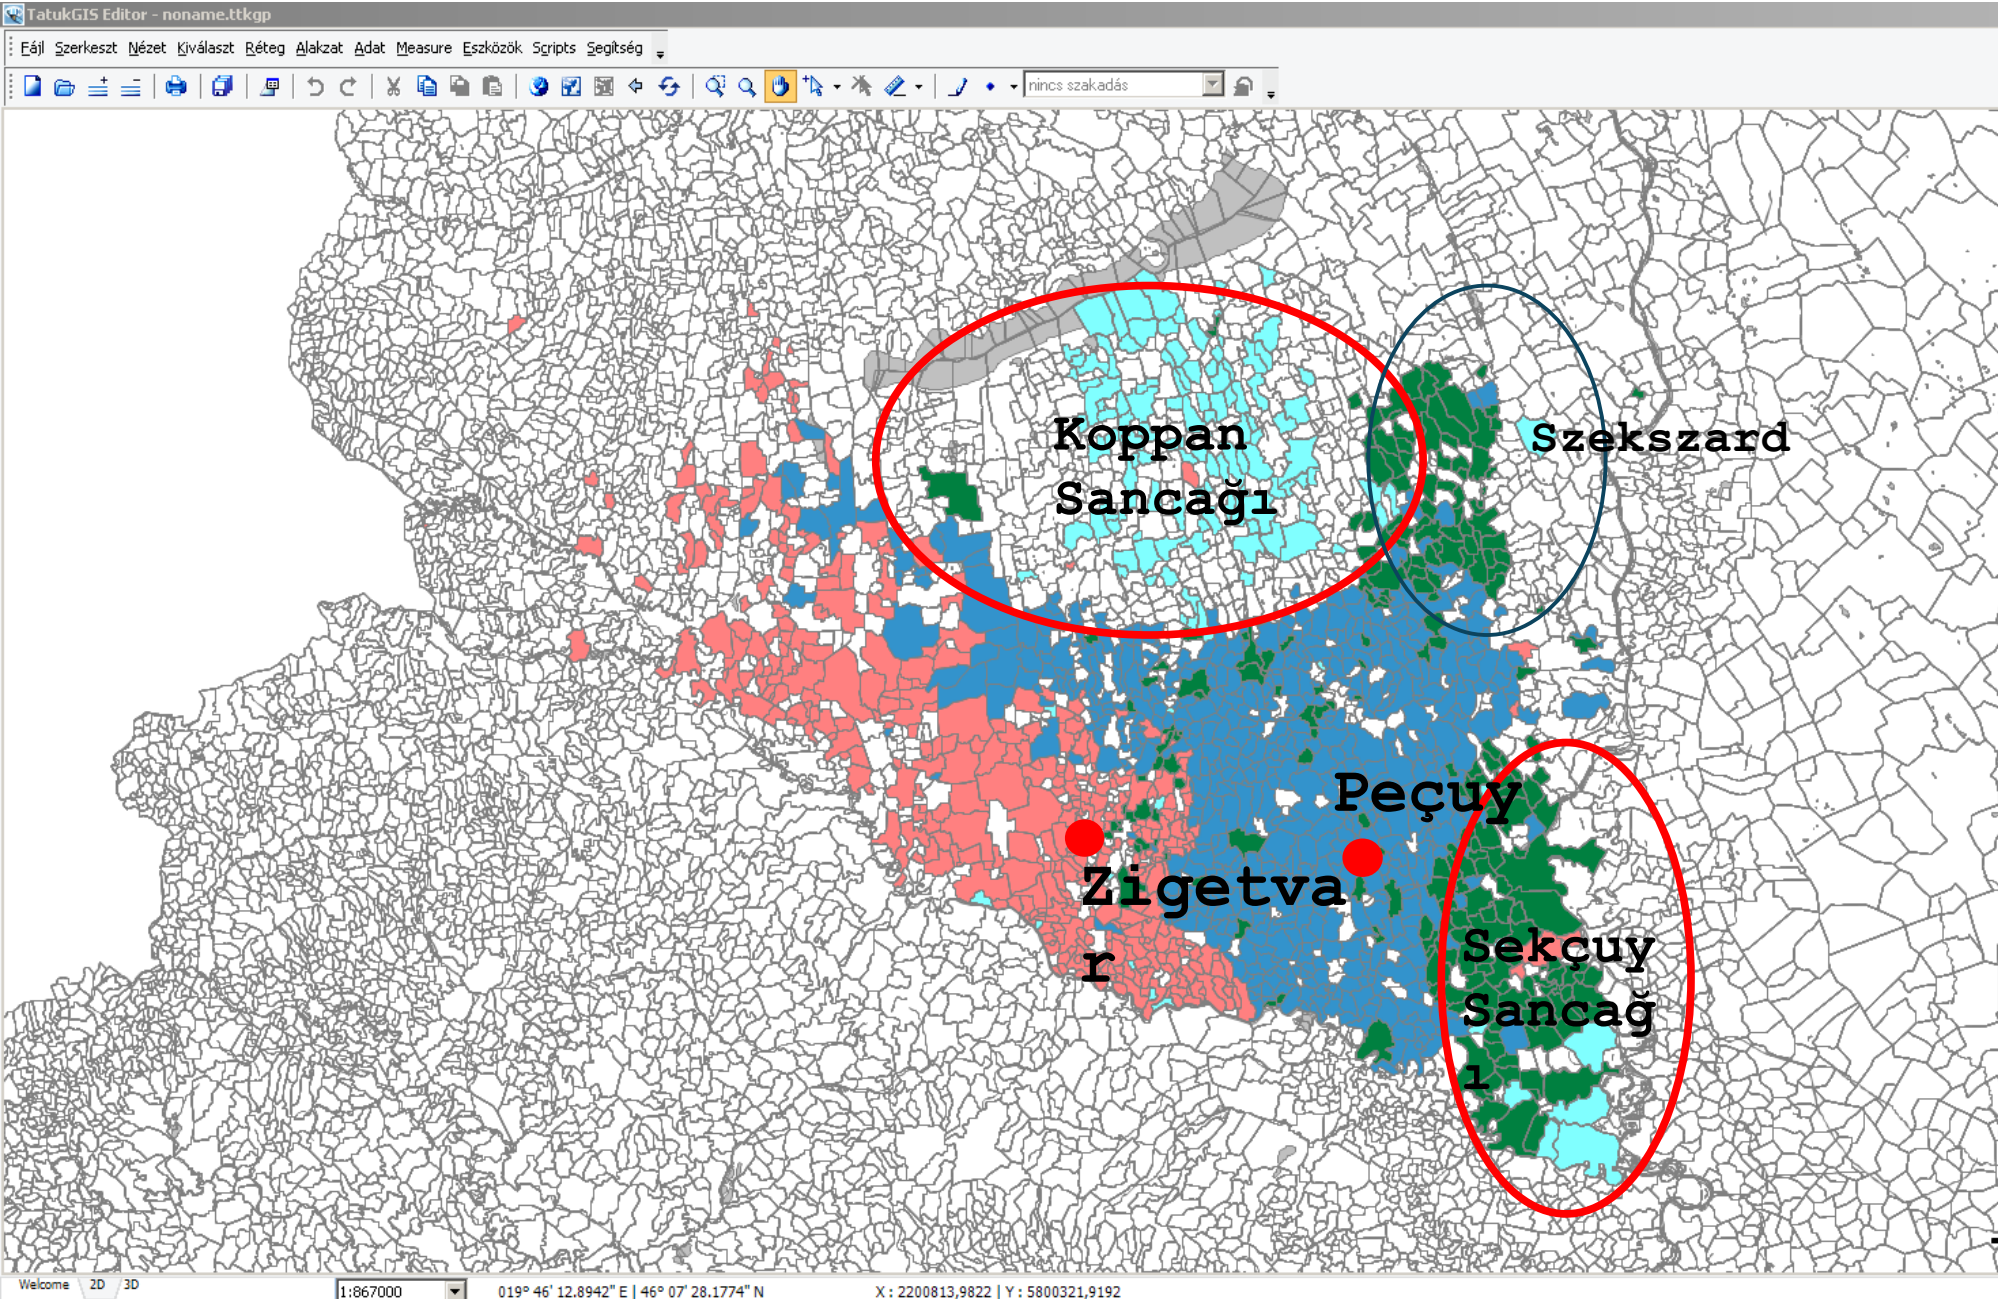 TatukGIS Editor - noname.ttkgp
Fájl Szerkeszt Nézet Kiválaszt Réteg Alakzat Adat Measure Eszközök Scripts Segítség
nincs szakadás
Koppan
Sancağı
Szekszard
Peçuy
Zigetva
r
Sekçuy
Sancağ
ı
Welcome 2D 3D
1:867000
019° 46' 12.8942" E | 46° 07' 28.1774" N
X : 2200813,9822 | Y : 5800321,9192